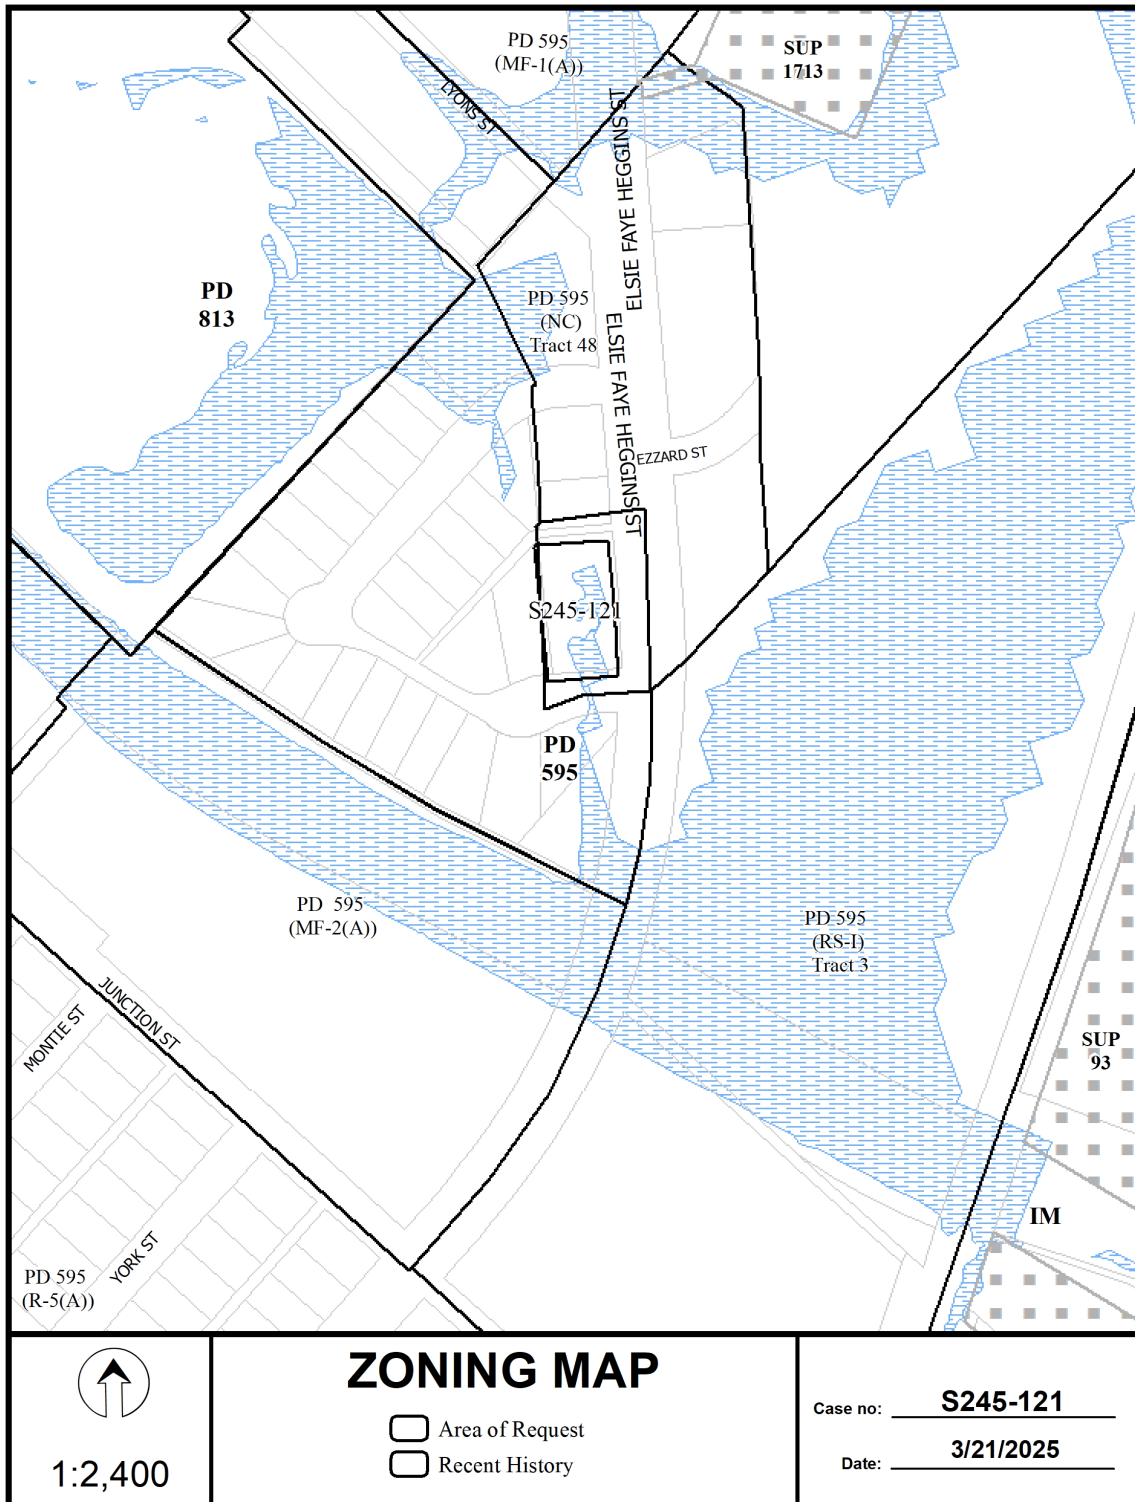 PD 595
(MF-1(A))
SUP
1713
LYONS ST
ELSIE FAYE HEGGINS ST
PD
813
PD 595
(NC)
Tract 48
ELSIE FAYE HEGGINS ST
EZZARD ST
S245-121
PD
595
PD 595
(MF-2(A))
PD 595
(RS-I)
Tract 3
JUNCTION ST
MONTIE ST
SUP
93
IM
YORK ST
PD 595
(R-5(A))
1:2,400
ZONING MAP
Area of Request
Recent History
Case no: S245-121
Date: 3/21/2025